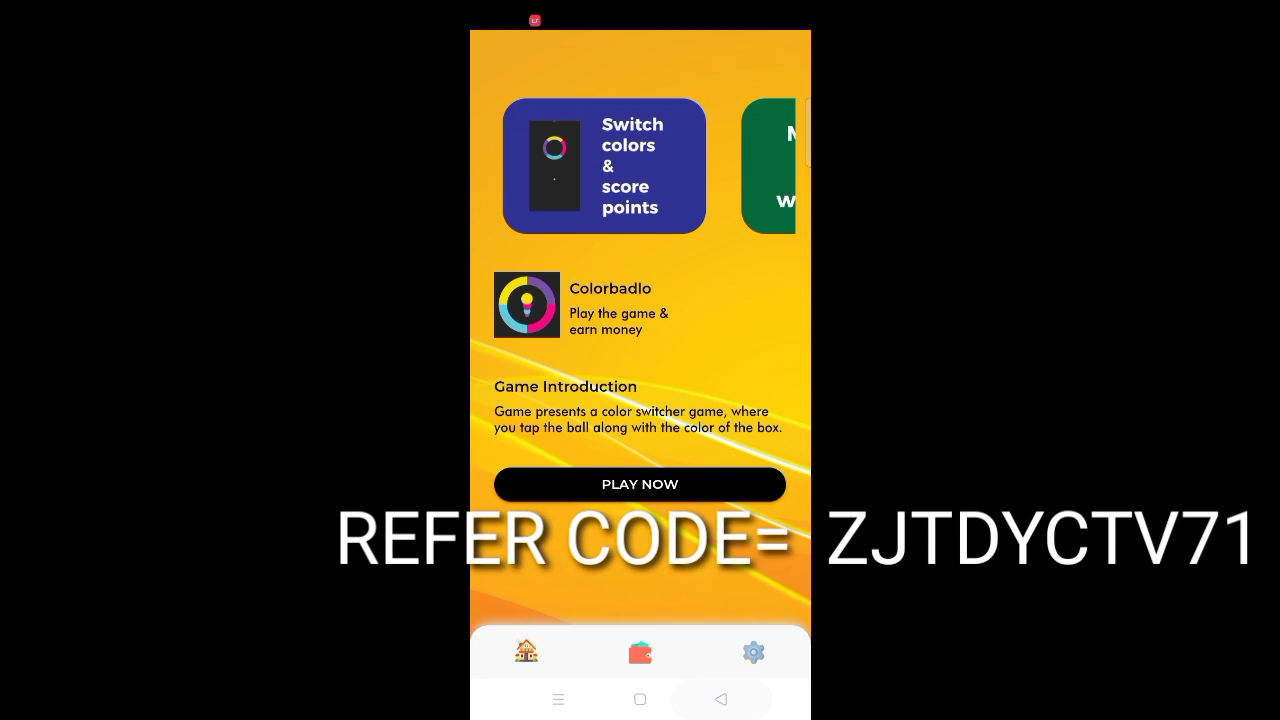 Switch
colors
&
score
points
Colorbadlo
Play the game &
earn money
Game Introduction
Game presents a color switcher game, where
you tap the ball along with the color of the box.
PLAY NOW
REFER CODE= ZJTDYCTV71